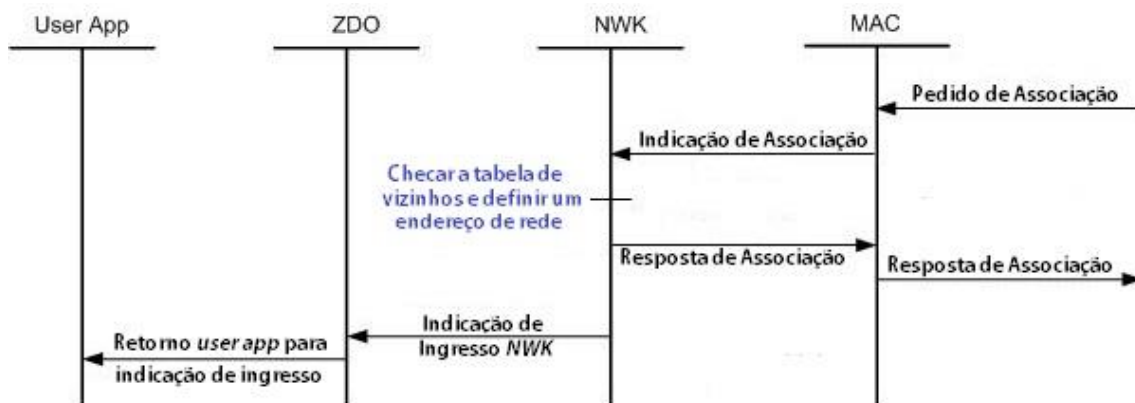 User App
ZDO
NWK
MAC
Pedido de Associação
Indicação de Associação
Checar a tabela de
vizinhos e definir um
endereço de rede
Resposta de Associação
Resposta de Associação
Indicação de
Ingresso NWK
Retorno user app para
indicação de ingresso